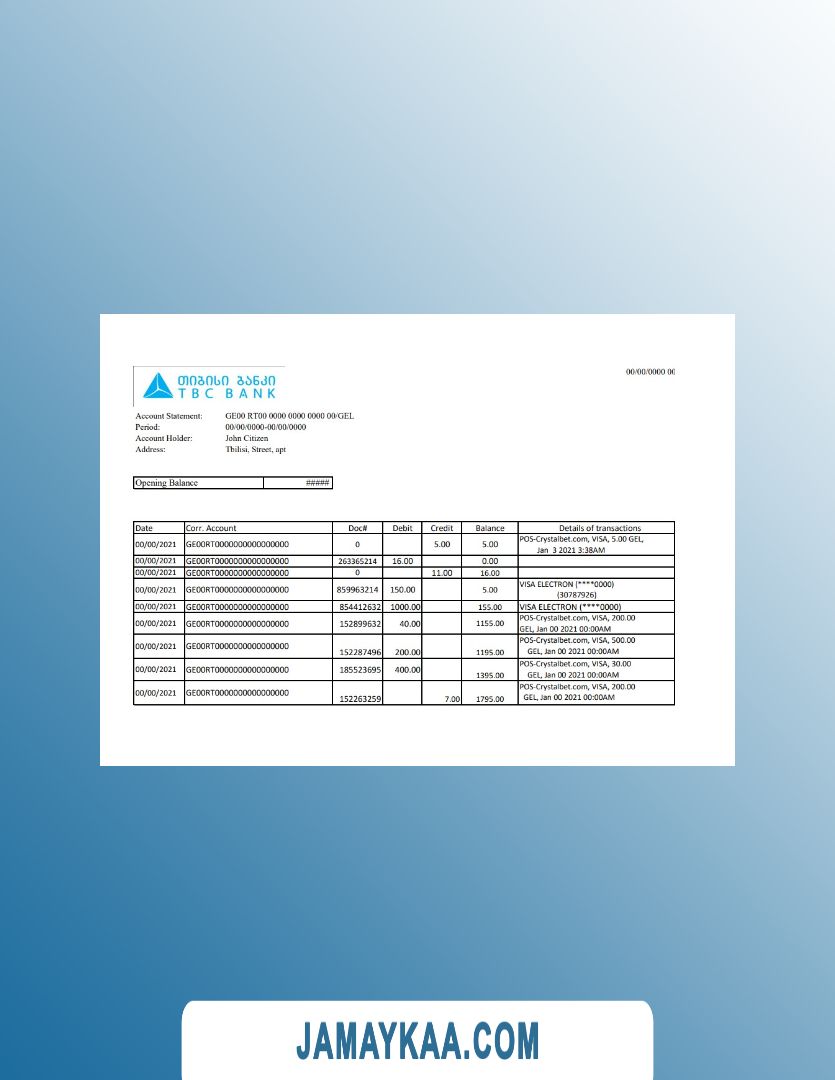 00/00/0000 00
თიბისი ბანკი
TBC BANK
Account Statement: GE00 RT00 0000 0000 0000 00/GEL
Period: 00/00/0000-00/00/0000
Account Holder: John Citizen
Address: Tbilisi, Street, apt
Opening Balance #####
Date Corr. Account Doc# Debit Credit Balance Details of transactions
00/00/2021 GE00RT0000000000000000 0 5.00 5.00 POS-Crystalbet.com, VISA, 5.00 GEL,
Jan 3 2021 3:38AM
00/00/2021 GE00RT0000000000000000 263365214 16.00 0.00
00/00/2021 GE00RT0000000000000000 0 11.00 16.00
00/00/2021 GE00RT0000000000000000 859963214 150.00 5.00 VISA ELECTRON (****0000)
(30787926)
00/00/2021 GE00RT0000000000000000 854412632 1000.00 155.00 VISA ELECTRON (****0000)
00/00/2021 GE00RT0000000000000000 152899632 40.00 1155.00 POS-Crystalbet.com, VISA, 200.00
GEL, Jan 00 2021 00:00AM
00/00/2021 GE00RT0000000000000000 152287496 200.00 1195.00 POS-Crystalbet.com, VISA, 500.00
GEL, Jan 00 2021 00:00AM
00/00/2021 GE00RT0000000000000000 185523695 400.00 1395.00 POS-Crystalbet.com, VISA, 30.00
GEL, Jan 00 2021 00:00AM
00/00/2021 GE00RT0000000000000000 152263259 7.00 1795.00 POS-Crystalbet.com, VISA, 200.00
GEL, Jan 00 2021 00:00AM
JAMAYKAA.COM